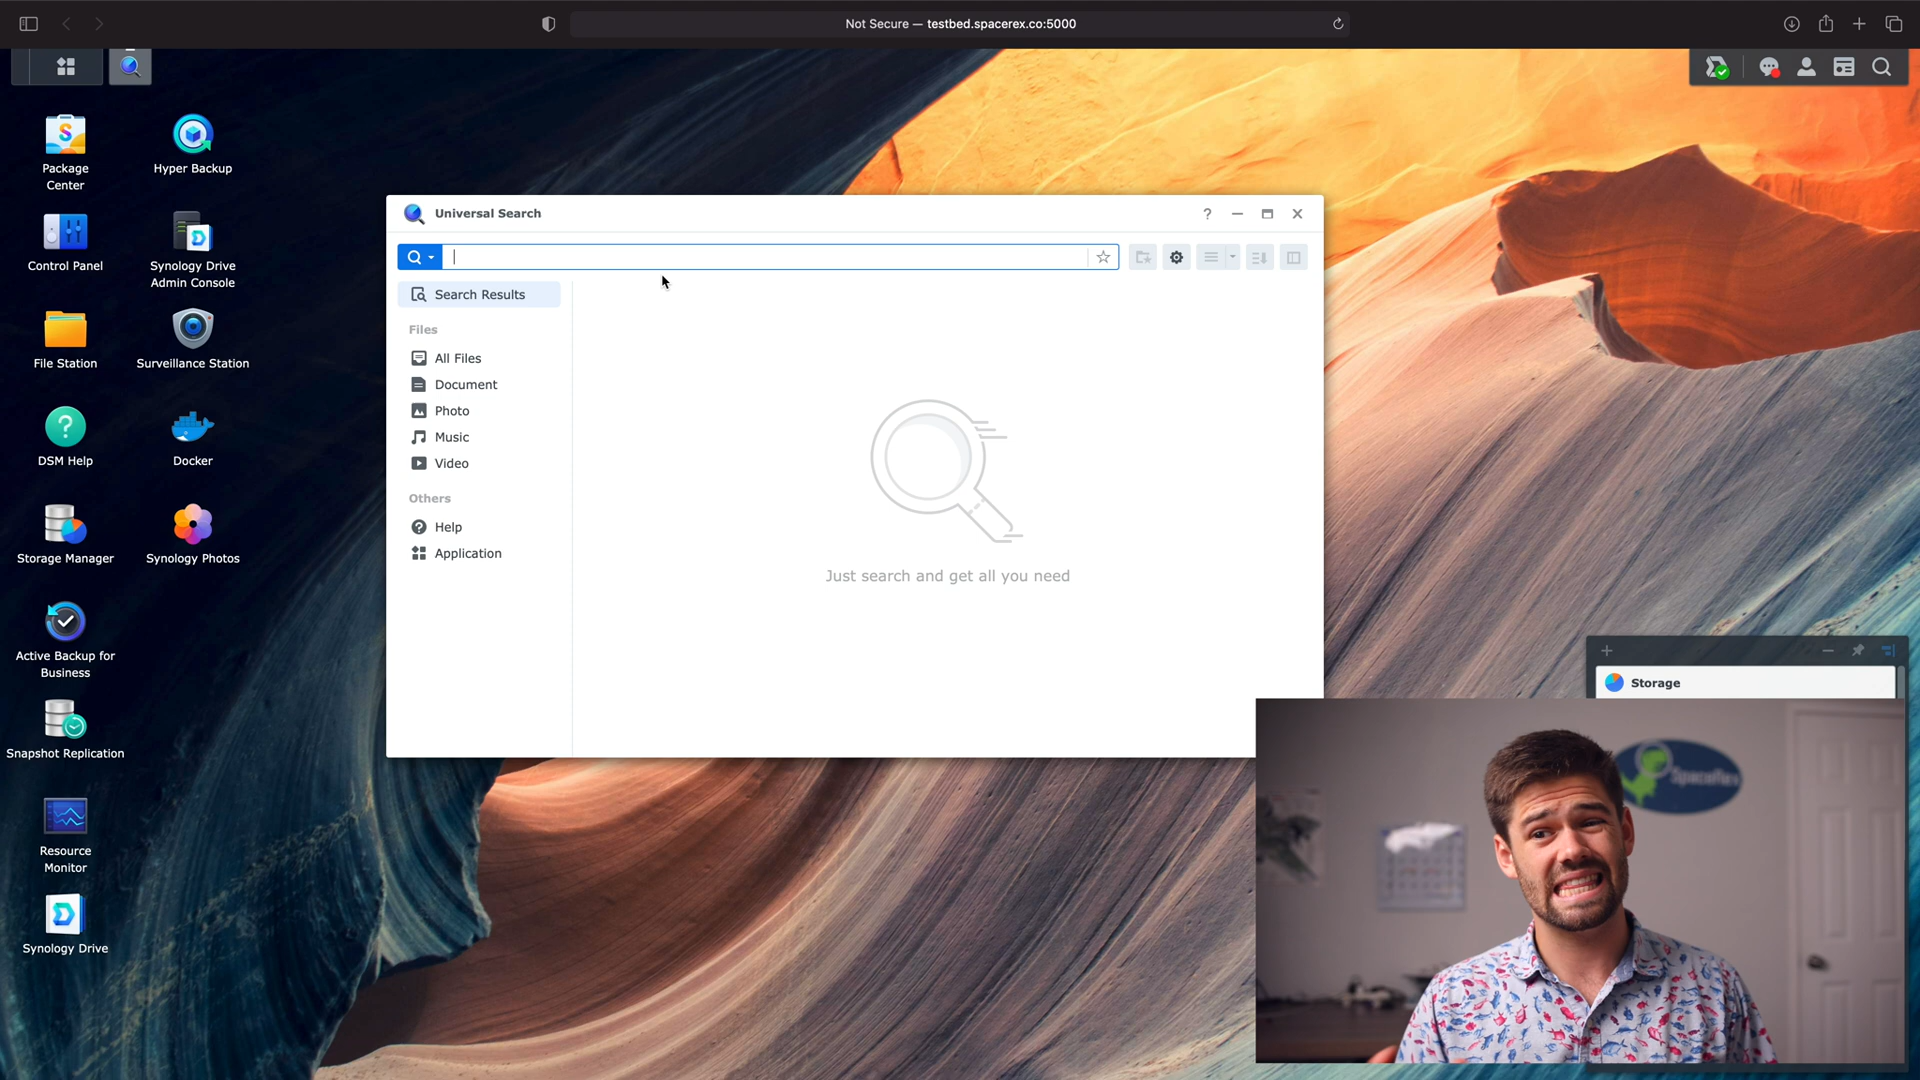 Not Secure — testbed.spacerex.co:5000
Package
Center
Hyper Backup
Control Panel
Synology Drive
Admin Console
File Station
Surveillance Station
DSM Help
Docker
Storage Manager
Synology Photos
Active Backup for
Business
Snapshot Replication
Resource
Monitor
Synology Drive
Universal Search
Search Results
Files
All Files
Document
Photo
Music
Video
Others
Help
Application
Just search and get all you need
Storage
SpaceRex